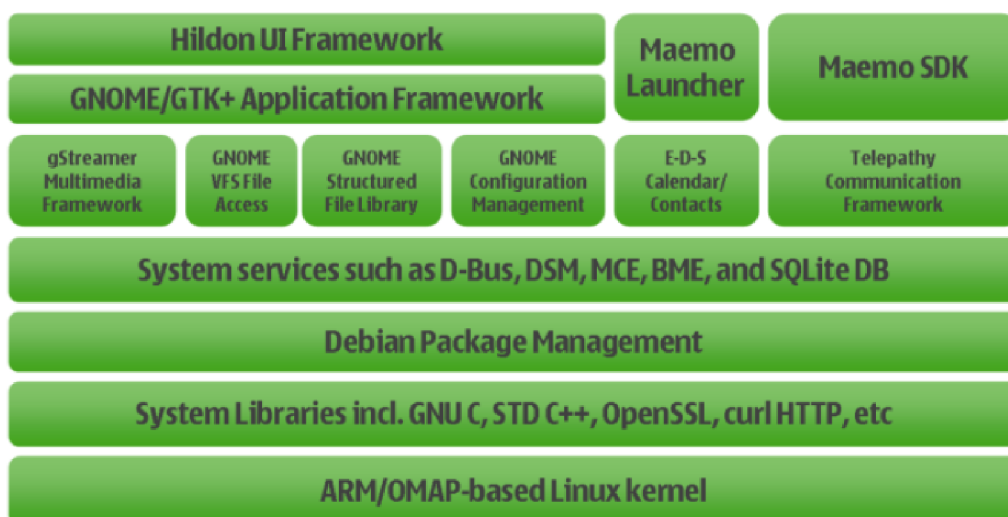 Hildon UI Framework
GNOME/GTK+ Application Framework
Maemo
Launcher
Maemo SDK
gStreamer
Multimedia
Framework
GNOME
VFS File
Access
GNOME
Structured
File Library
GNOME
Configuration
Management
E-D-S
Calendar/
Contacts
Telepathy
Communication
Framework
System services such as D-Bus, DSM, MCE, BME, and SQLite DB
Debian Package Management
System Libraries incl. GNU C, STD C++, OpenSSL, curl HTTP, etc
ARM/OMAP-based Linux kernel